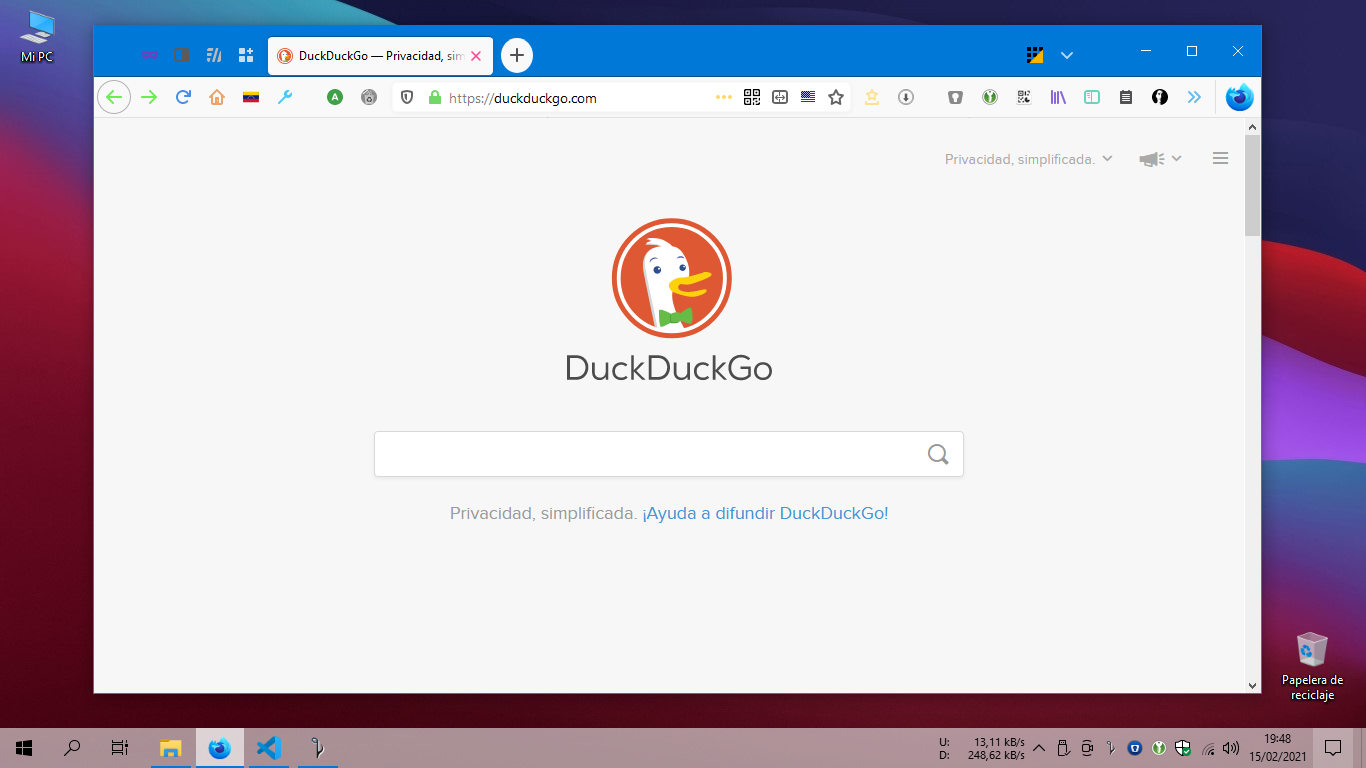 Mi PC
DuckDuckGo — Privacidad, sim
https://duckduckgo.com
Privacidad, simplificada.
DuckDuckGo
Privacidad, simplificada. ¡Ayuda a difundir DuckDuckGo!
Papelera de
reciclaje
U: 13,11 kB/s
D: 248,62 kB/s
19:48
15/02/2021